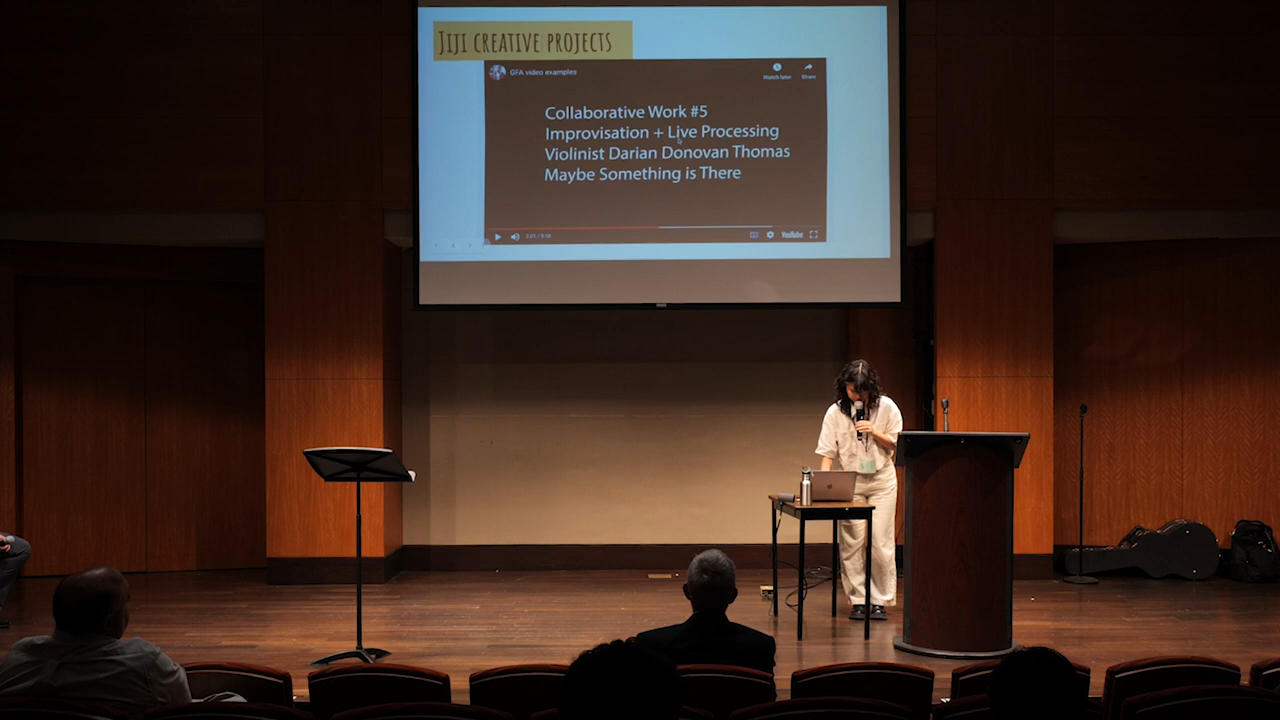 JIJI CREATIVE PROJECTS
GFA video examples
Watch later
Share
Collaborative Work #5
Improvisation + Live Processing
Violinist Darian Donovan Thomas
Maybe Something is There
YouTube